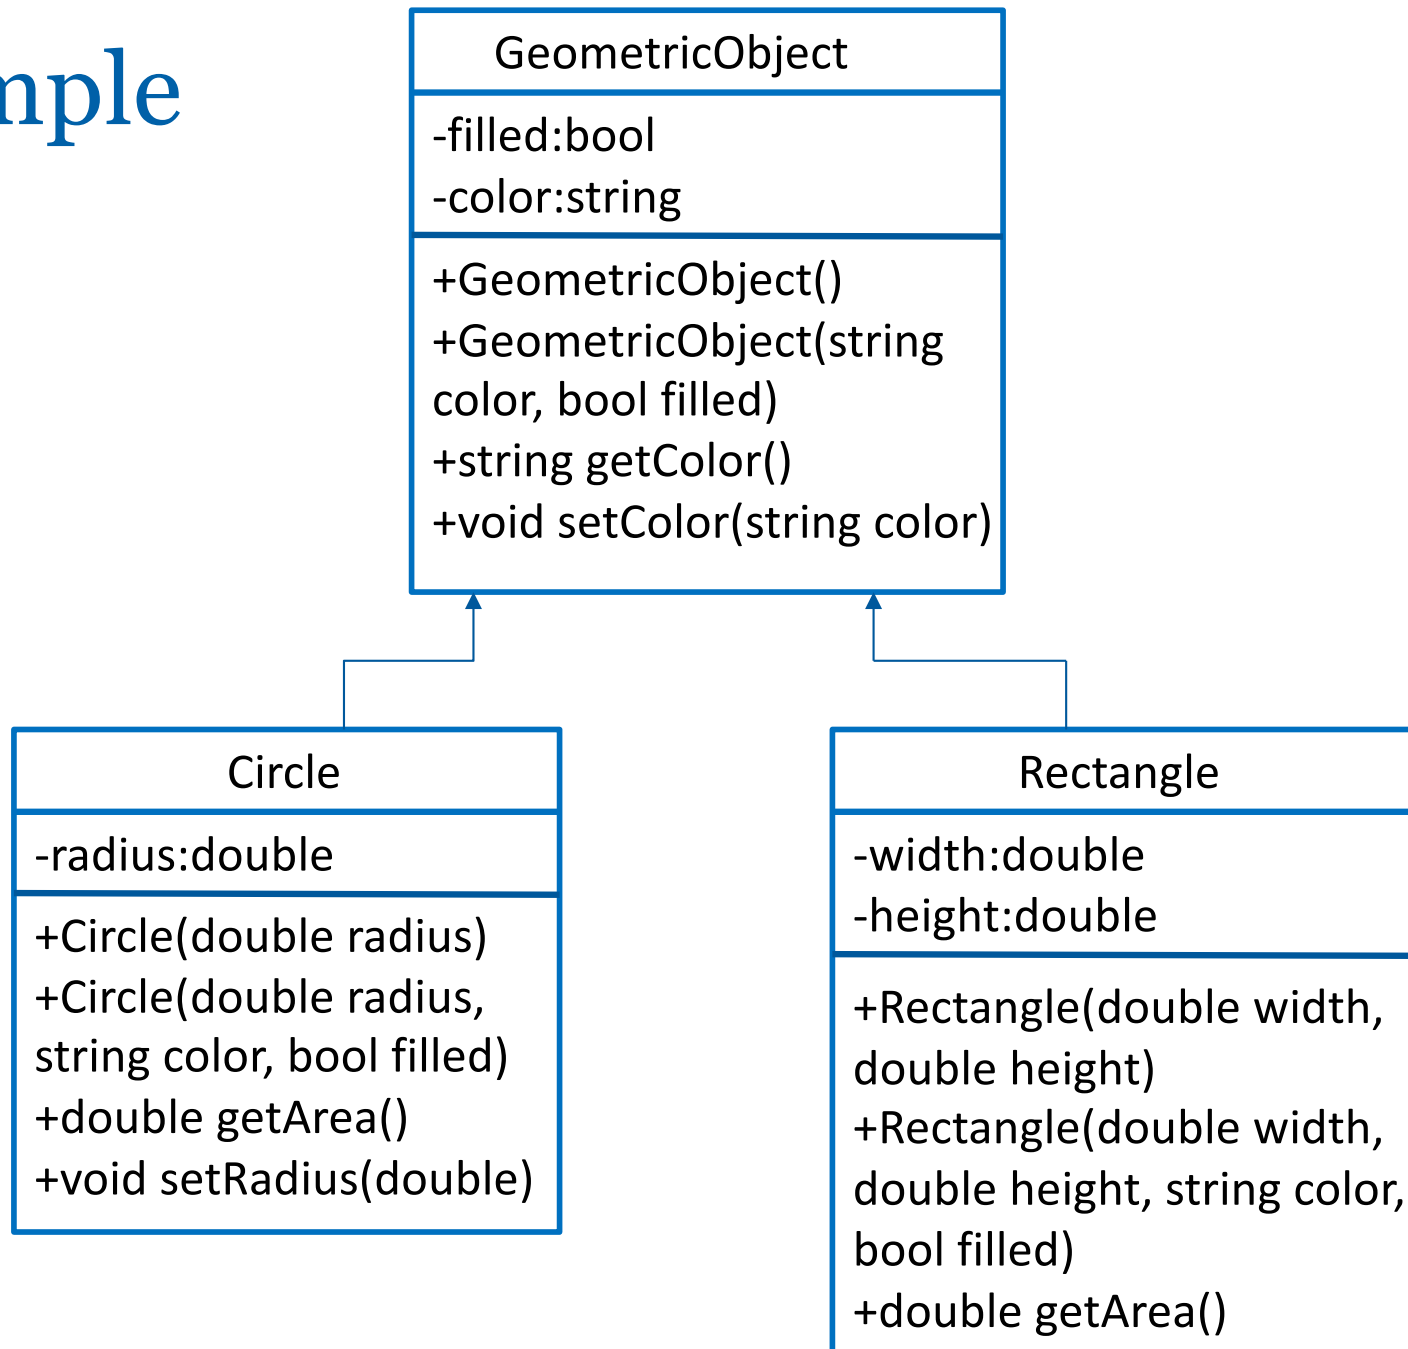 mple
GeometricObject
-filled:bool
-color:string
+GeometricObject()
+GeometricObject(string
color, bool filled)
+string getColor()
+void setColor(string color)
Circle
-radius:double
+Circle(double radius)
+Circle(double radius,
string color, bool filled)
+double getArea()
+void setRadius(double)
Rectangle
-width:double
-height:double
+Rectangle(double width,
double height)
+Rectangle(double width,
double height, string color,
bool filled)
+double getArea()